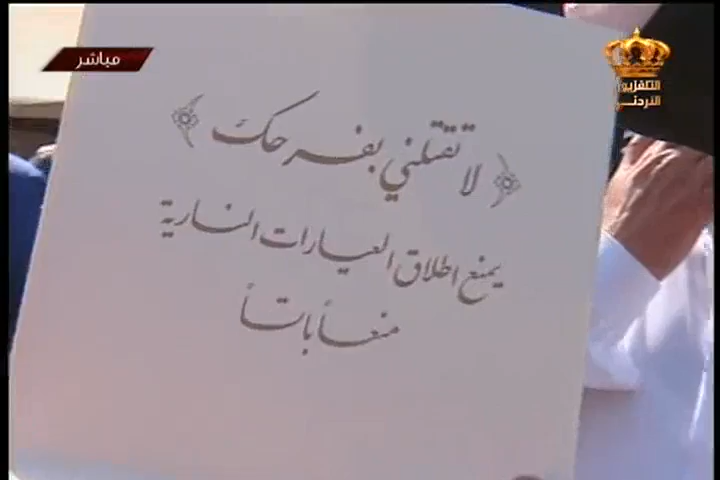 مباشر
التلفزيون
الأردني
﴿ لا تقتلني بفرحك ﴾
يمنع اطلاق العيارات النارية
منعاً باتاً